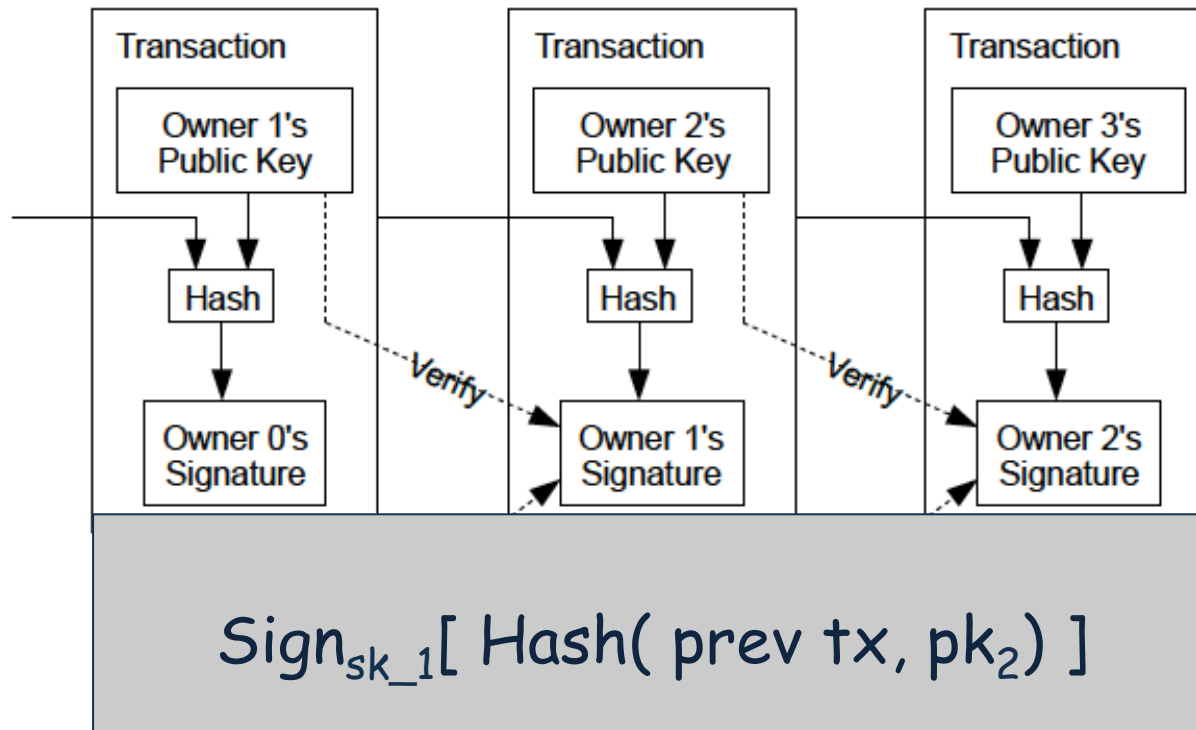 Transaction
Owner 1's
Public Key
Hash
Owner 0's
Signature
Transaction
Owner 2's
Public Key
Hash
Verify
Owner 1's
Signature
Transaction
Owner 3's
Public Key
Hash
Verify
Owner 2's
Signature
Sign_sk_1[ Hash( prev tx, pk₂) ]